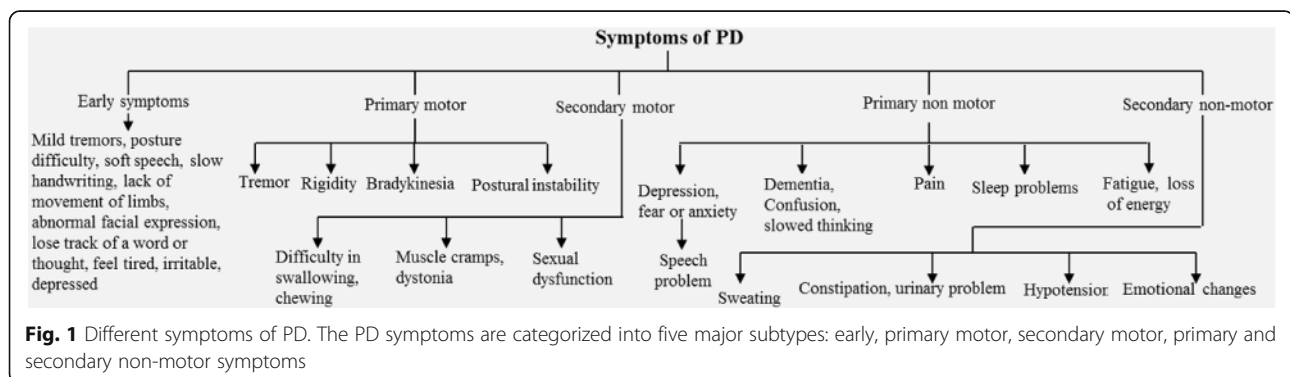 Symptoms of PD
Early symptoms
Primary motor
Secondary motor
Primary non motor
Secondary non-motor
Mild tremors, posture
difficulty, soft speech, slow
handwriting, lack of
movement of limbs,
abnormal facial expression,
lose track of a word or
thought, feel tired, irritable,
depressed
Tremor
Rigidity
Bradykinesia
Postural instability
Difficulty in
swallowing,
chewing
Muscle cramps,
dystonia
Sexual
dysfunction
Depression,
fear or anxiety
Speech
problem
Dementia,
Confusion,
slowed thinking
Pain
Sleep problems
Fatigue, loss
of energy
Sweating
Constipation, urinary problem
Hypotension
Emotional changes
Fig. 1 Different symptoms of PD. The PD symptoms are categorized into five major subtypes: early, primary motor, secondary motor, primary and
secondary non-motor symptoms